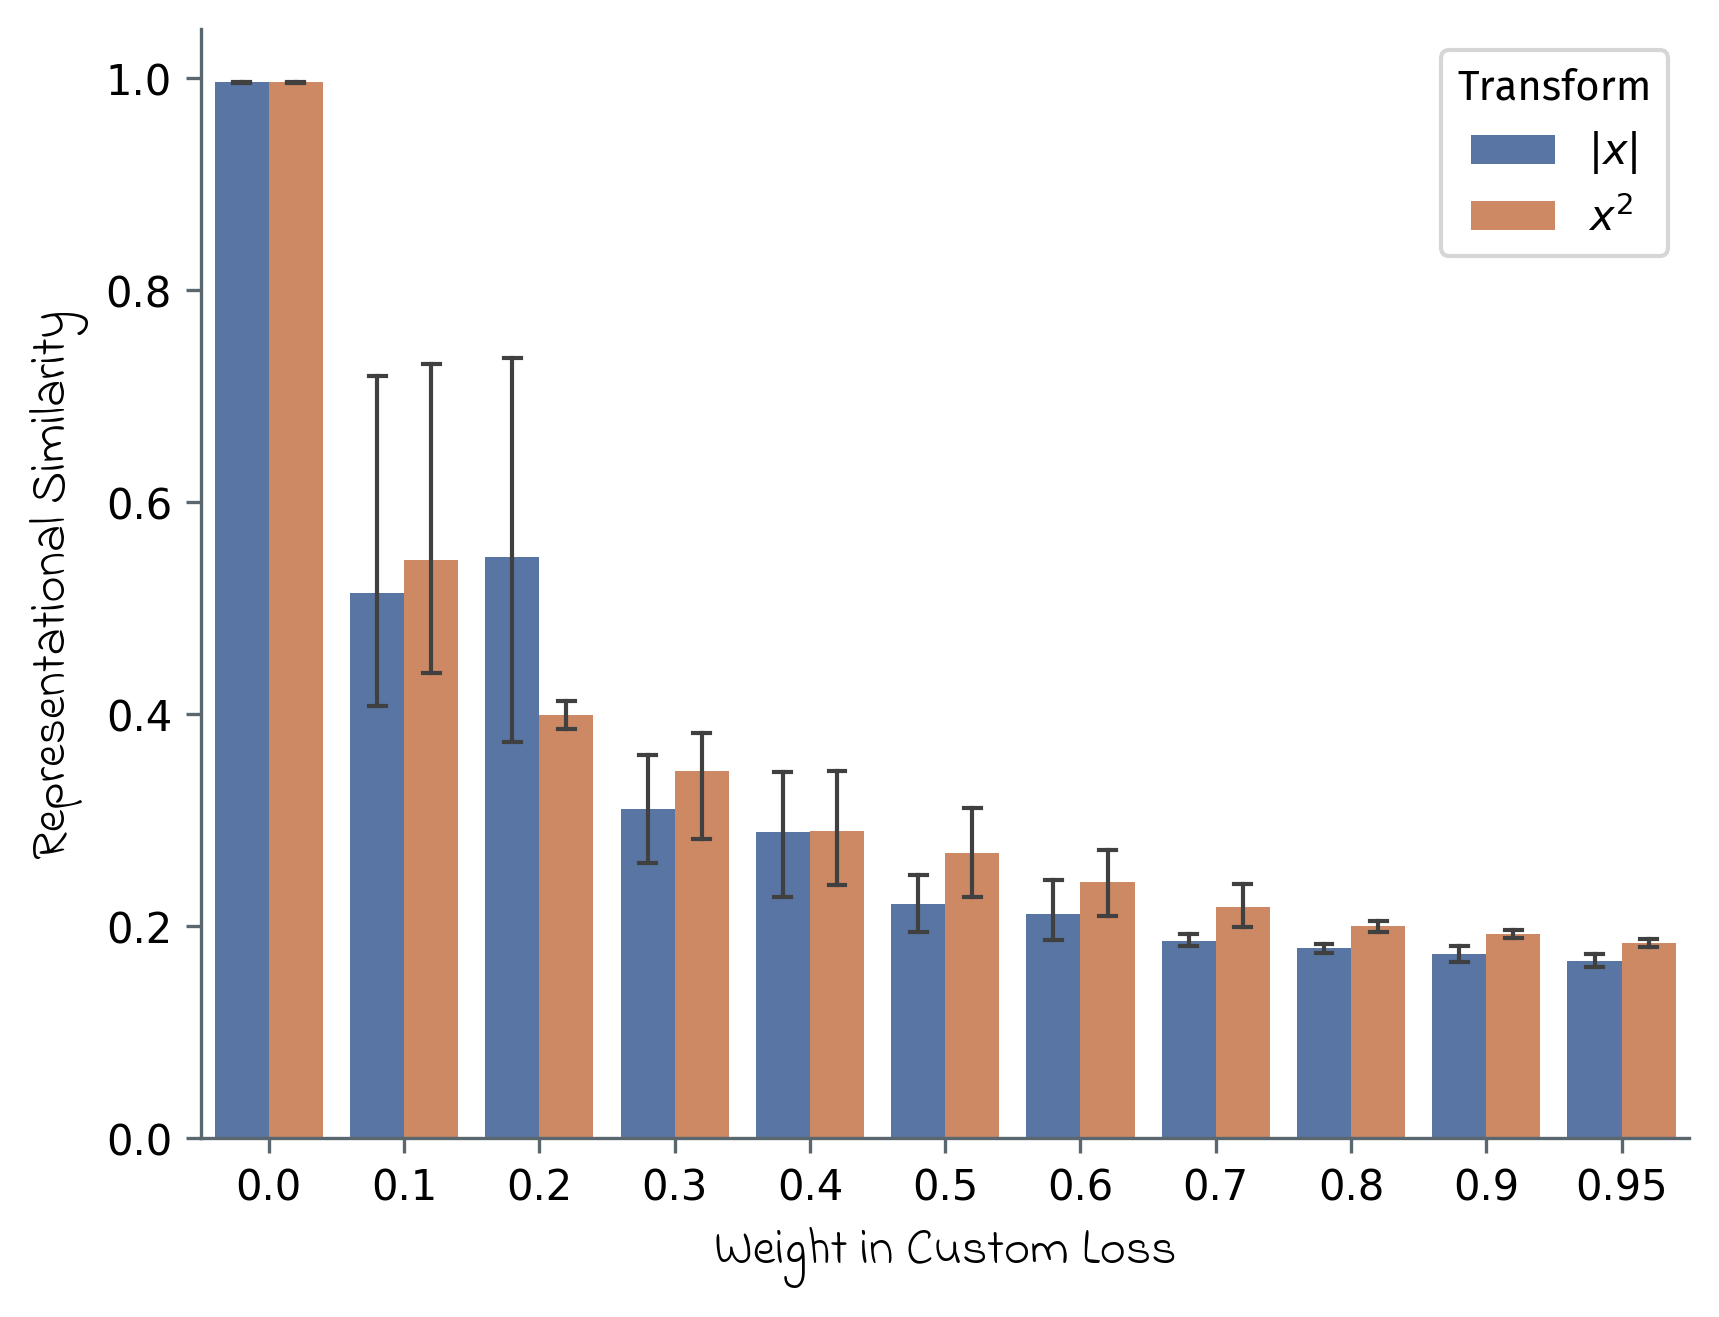 Transform
|x|
x²
Representational Similarity
1.0
0.8
0.6
0.4
0.2
0.0
0.0 0.1 0.2 0.3 0.4 0.5 0.6 0.7 0.8 0.9 0.95
Weight in Custom Loss